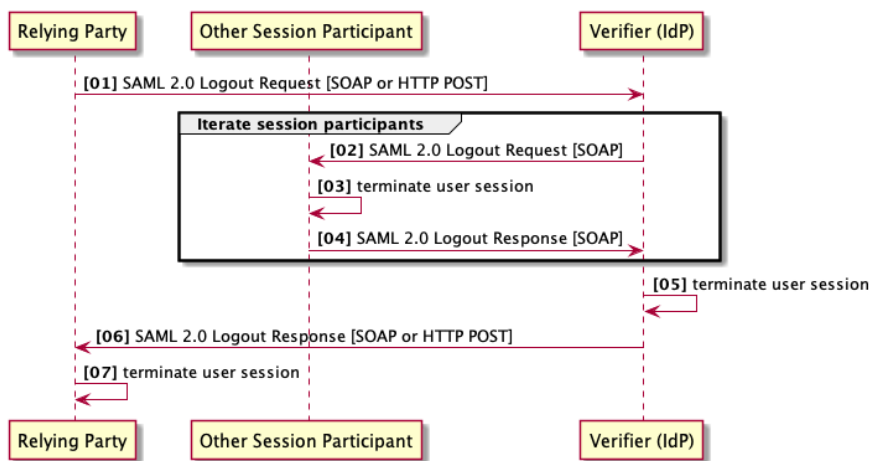 Relying Party Other Session Participant Verifier (IdP)
[01] SAML 2.0 Logout Request [SOAP or HTTP POST]
Iterate session participants
[02] SAML 2.0 Logout Request [SOAP]
[03] terminate user session
[04] SAML 2.0 Logout Response [SOAP]
[05] terminate user session
[06] SAML 2.0 Logout Response [SOAP or HTTP POST]
[07] terminate user session
Relying Party Other Session Participant Verifier (IdP)